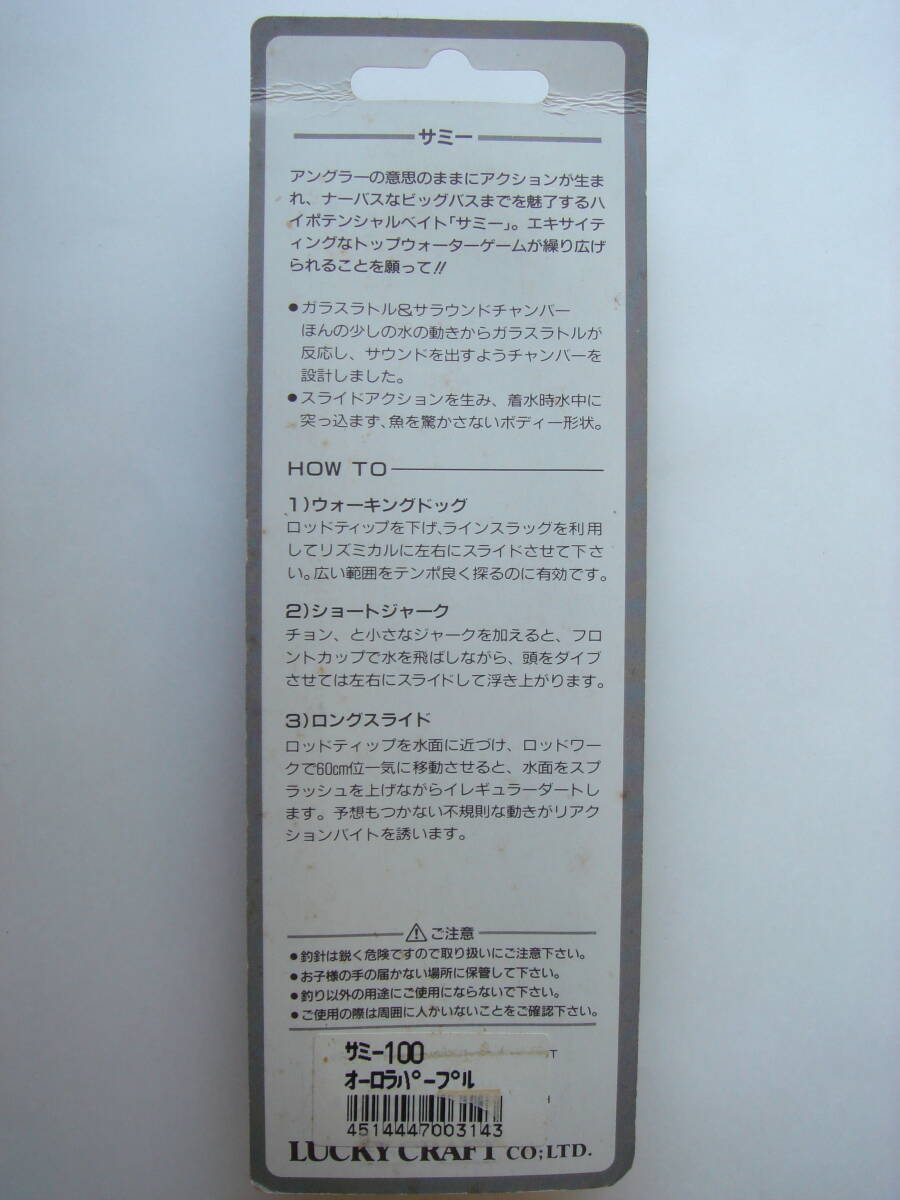 サミー
アングラーの意思のままにアクションが生ま
れ、ナーバスなビッグバスまでを魅了するハ
イポテンシャルベイト「サミー」。エキサイテ
ィングなトップウォーターゲームが繰り広げ
られることを願って!!
●ガラスラトル&サラウンドチャンバー
ほんの少しの水の動きからガラスラトルが
反応し、サウンドを出すようチャンバーを
設計しました。
●スライドアクションを生み、着水時水中に
突っ込まず、魚を驚かさないボディー形状。
HOW TO
1)ウォーキングドッグ
ロッドティップを下げ、ラインスラッグを利用
してリズミカルに左右にスライドさせて下さ
い。広い範囲をテンポ良く探るのに有効です。
2)ショートジャーク
チョン、と小さなジャークを加えると、フロ
ントカップで水を飛ばしながら、頭をダイブ
させては左右にスライドして浮き上がります。
3)ロングスライド
ロッドティップを水面に近づけ、ロッドワー
クで60cm位一気に移動させると、水面をスプ
ラッシュを上げながらイレギュラーダートし
ます。予想もつかない不規則な動きがリアク
ションバイトを誘います。
⚠ご注意
●釣針は鋭く危険ですので取り扱いにご注意下さい。
●お子様の手の届かない場所に保管して下さい。
●釣り以外の用途にご使用にならないで下さい。
●ご使用の際は周囲に人がいないことをご確認下さい。
サミー100
オーロラパープル
4514447003143
LUCKY CRAFT CO;LTD.